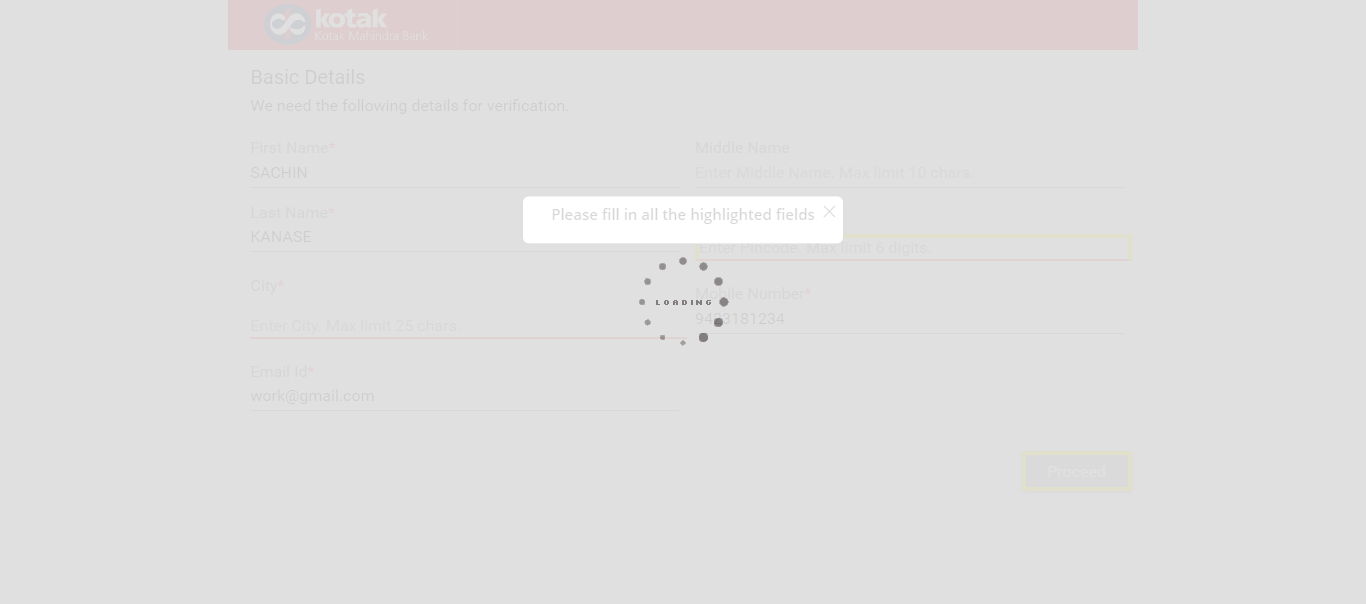 kotak
Kotak Mahindra Bank
Basic Details
We need the following details for verification.
First Name*
SACHIN
Middle Name
Enter Middle Name. Max limit 10 chars.
Last Name*
KANASE
Please fill in all the highlighted fields
Enter Pincode. Max limit 6 digits.
City*
Enter City. Max limit 25 chars
Mobile Number*
9423181234
LOADING
Email Id*
work@gmail.com
Proceed